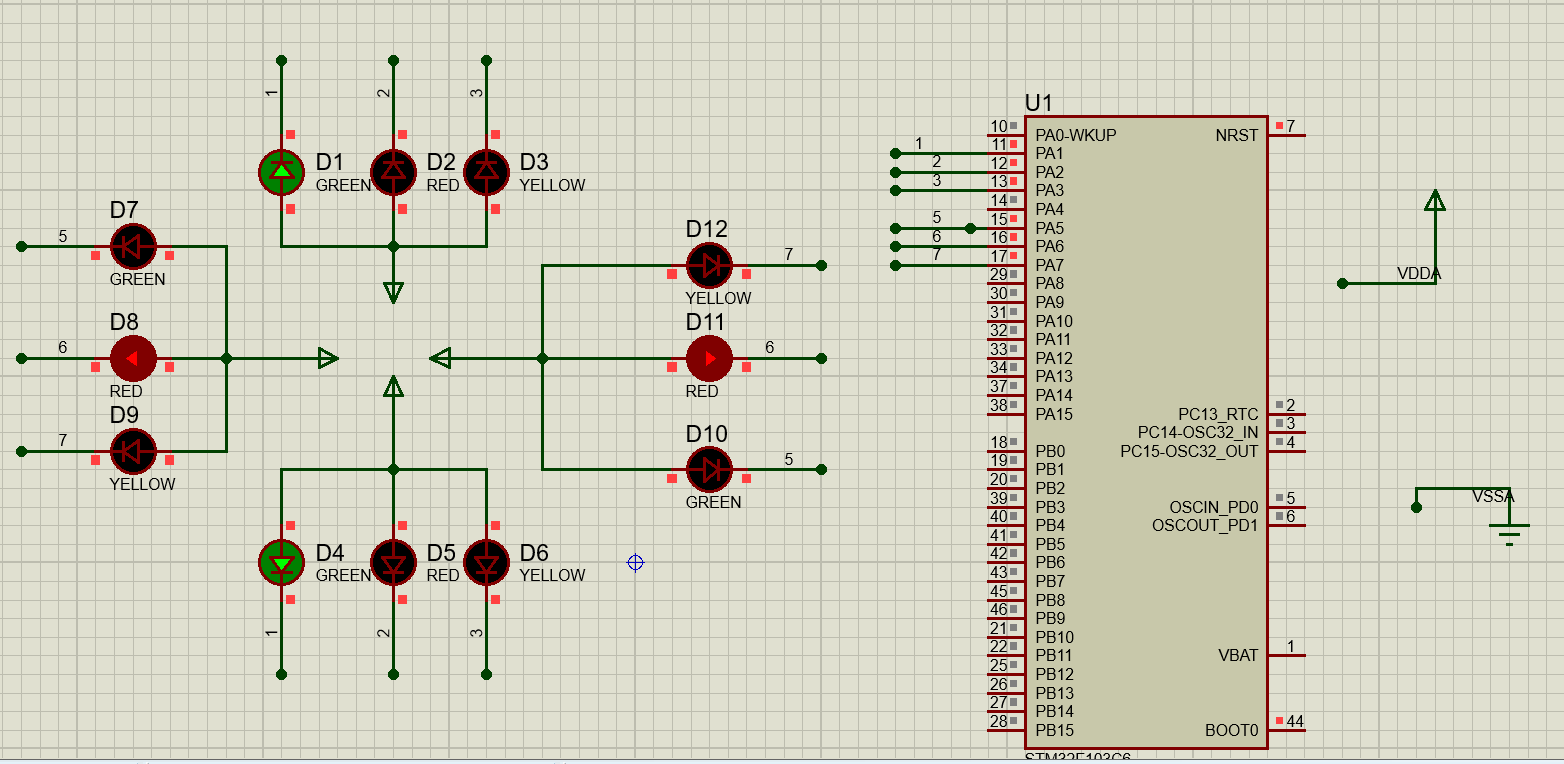 1
2
3
D1
GREEN
D2
RED
D3
YELLOW
D7
5
GREEN
D8
6
RED
D9
7
YELLOW
D12
7
YELLOW
D11
6
RED
D10
5
GREEN
D4
GREEN
D5
RED
D6
YELLOW
1
2
3
U1
10 PA0-WKUP
1 11 PA1
2 12 PA2
3 13 PA3
14 PA4
5 15 PA5
6 16 PA6
7 17 PA7
29 PA8
30 PA9
31 PA10
32 PA11
33 PA12
34 PA13
37 PA14
38 PA15
18 PB0
19 PB1
20 PB2
39 PB3
40 PB4
41 PB5
42 PB6
43 PB7
45 PB8
46 PB9
21 PB10
22 PB11
25 PB12
26 PB13
27 PB14
28 PB15
NRST 7
PC13_RTC 2
PC14-OSC32_IN 3
PC15-OSC32_OUT 4
OSCIN_PD0 5
OSCOUT_PD1 6
VBAT 1
BOOT0 44
STM32F103C6
VDDA
VSSA